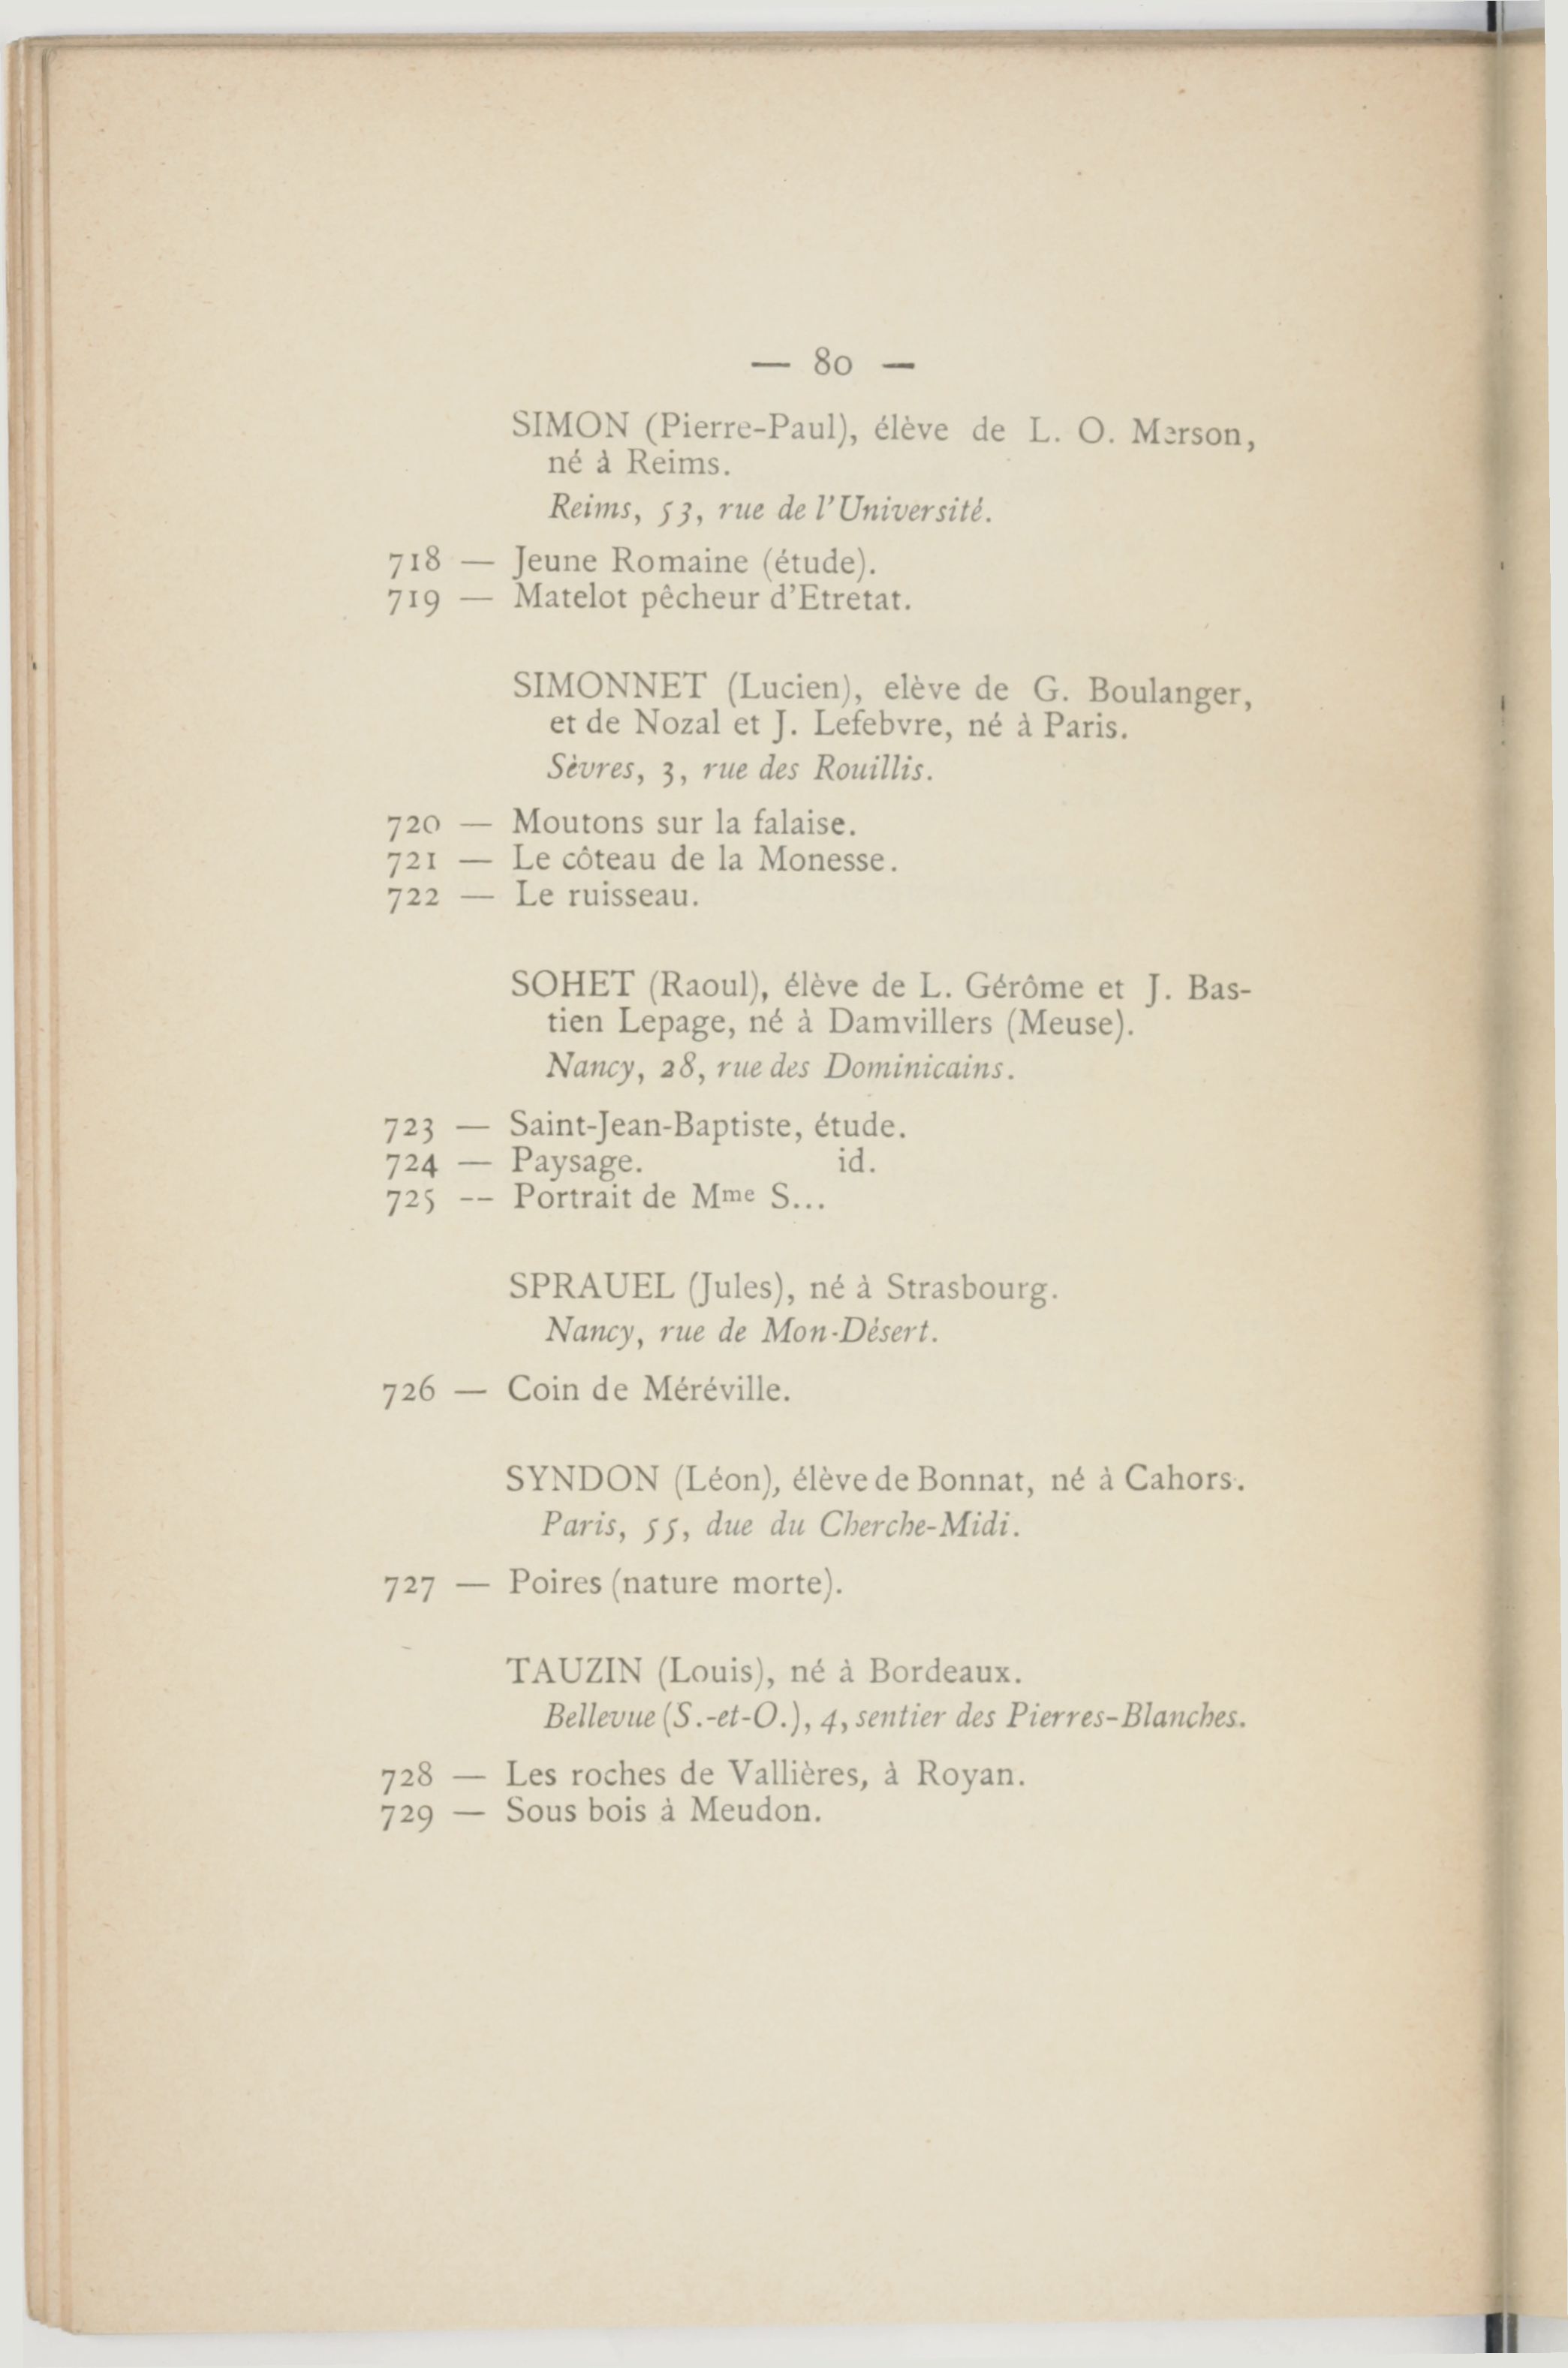 — 80 —
SIMON (Pierre-Paul), élève de L. O. Merson,
né à Reims.
Reims, 53, rue de l'Université.
718 — Jeune Romaine (étude).
719 — Matelot pêcheur d'Etretat.
SIMONNET (Lucien), elève de G. Boulanger,
et de Nozal et J. Lefebvre, né à Paris.
Sèvres, 3, rue des Rouillis.
720 — Moutons sur la falaise.
721 — Le côteau de la Monesse.
722 — Le ruisseau.
SOHET (Raoul), élève de L. Gérôme et J. Bas-
tien Lepage, né à Damvillers (Meuse).
Nancy, 28, rue des Dominicains.
723 — Saint-Jean-Baptiste, étude.
724 — Paysage. id.
725 -- Portrait de Mme S...
SPRAUEL (Jules), né à Strasbourg.
Nancy, rue de Mon-Désert.
726 — Coin de Méréville.
SYNDON (Léon), élève de Bonnat, né à Cahors.
Paris, 55, due du Cherche-Midi.
727 — Poires (nature morte).
TAUZIN (Louis), né à Bordeaux.
Bellevue (S.-et-O.), 4, sentier des Pierres-Blanches.
728 — Les roches de Vallières, à Royan.
729 — Sous bois à Meudon.